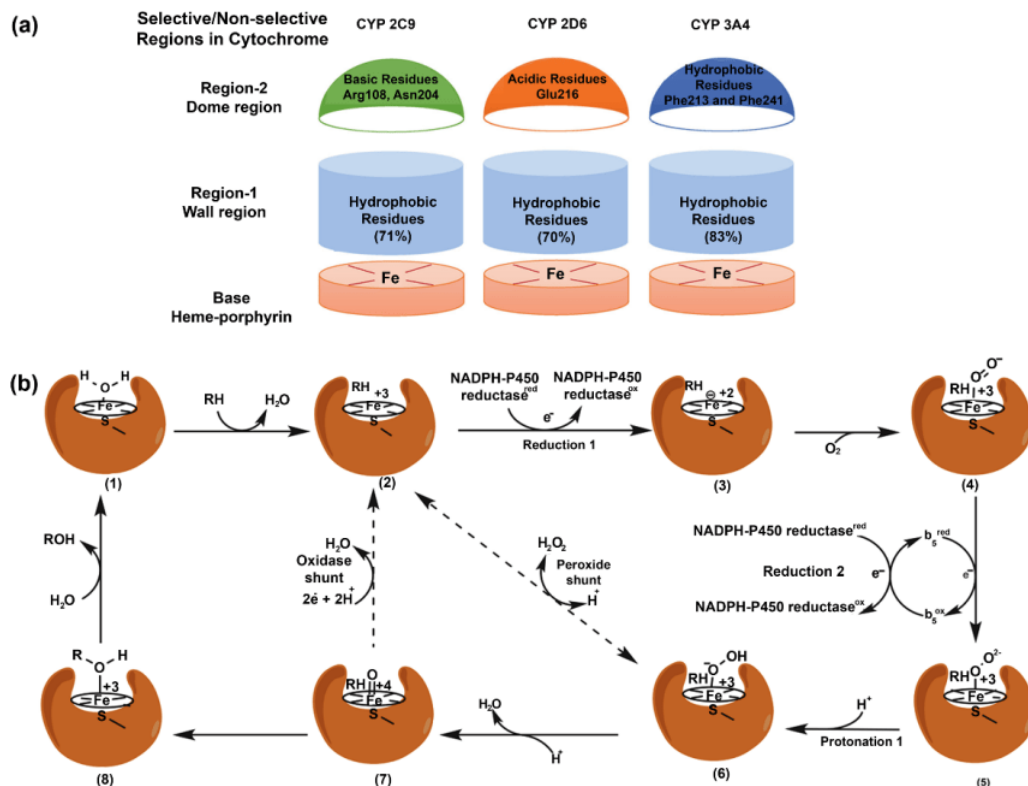 (a)
Selective/Non-selective
Regions in Cytochrome
CYP 2C9
CYP 2D6
CYP 3A4
Region-2
Dome region
Basic Residues
Arg108, Asn204
Acidic Residues
Glu216
Hydrophobic
Residues
Phe213 and Phe241
Region-1
Wall region
Hydrophobic
Residues
(71%)
Hydrophobic
Residues
(70%)
Hydrophobic
Residues
(83%)
Base
Heme-porphyrin
Fe
Fe
Fe
(b)
H O H
Fe
S
(1)
RH
H₂O
RH
+3
Fe
S
(2)
NADPH-P450
reductase^red
NADPH-P450
reductase^ox
e⁻
Reduction 1
RH
⊖ +2
Fe
S
(3)
O₂
O⁻
O
RH +3
Fe
S
(4)
ROH
H₂O
H₂O
Oxidase
shunt
2e⁻ + 2H⁺
H₂O₂
Peroxide
shunt
H⁺
NADPH-P450 reductase^red
b₅^red
Reduction 2
e⁻
e⁻
NADPH-P450 reductase^ox
b₅^ox
R O H
+3
Fe
S
(8)
O
RH +4
Fe
S
(7)
H₂O
H⁺
⁻O OH
RH +3
Fe
S
(6)
H⁺
Protonation 1
O²⁻
RH O
+3
Fe
S
(5)